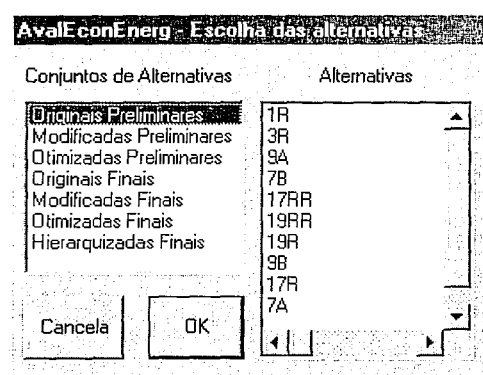 AvalEconEnerg - Escolha das alternativas
Conjuntos de Alternativas
Originais Preliminares
Modificadas Preliminares
Otimizadas Preliminares
Originais Finais
Modificadas Finais
Otimizadas Finais
Hierarquizadas Finais
Cancela
OK
Alternativas
1R
3R
9A
7B
17RR
19RR
19R
9B
17R
7A